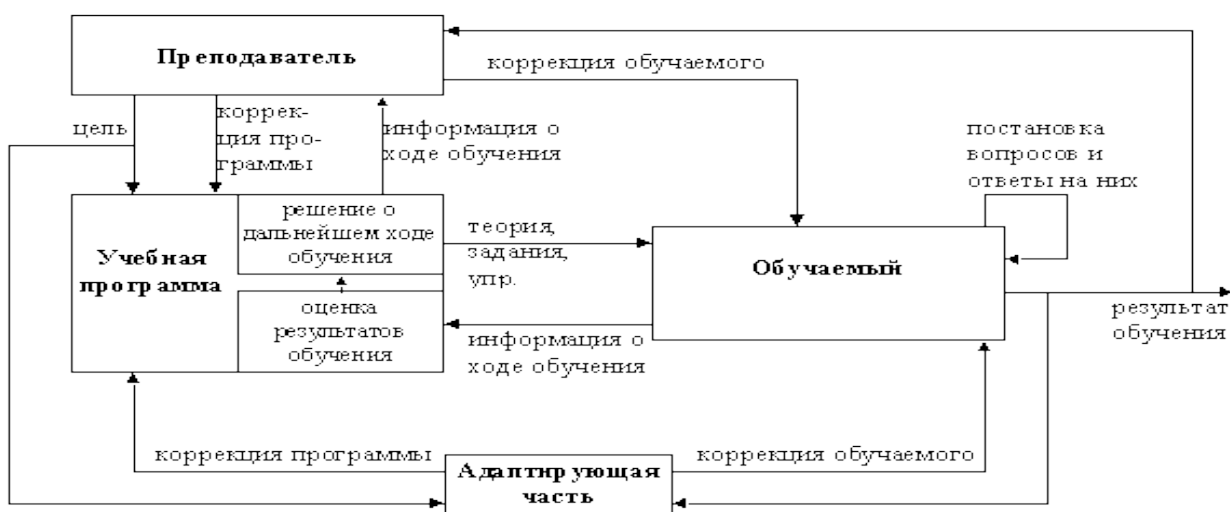 Преподаватель
коррекция обучаемого
цель
коррек-
ция про-
граммы
информация о
ходе обучения
постановка
вопросов и
ответы на них
решение о
дальнейшем ходе
обучения
Учебная
программа
теория,
задания,
упр.
Обучаемый
оценка
результатов
обучения
информация о
ходе обучения
результат
обучения
коррекция программы
коррекция обучаемого
Адаптирующая
часть